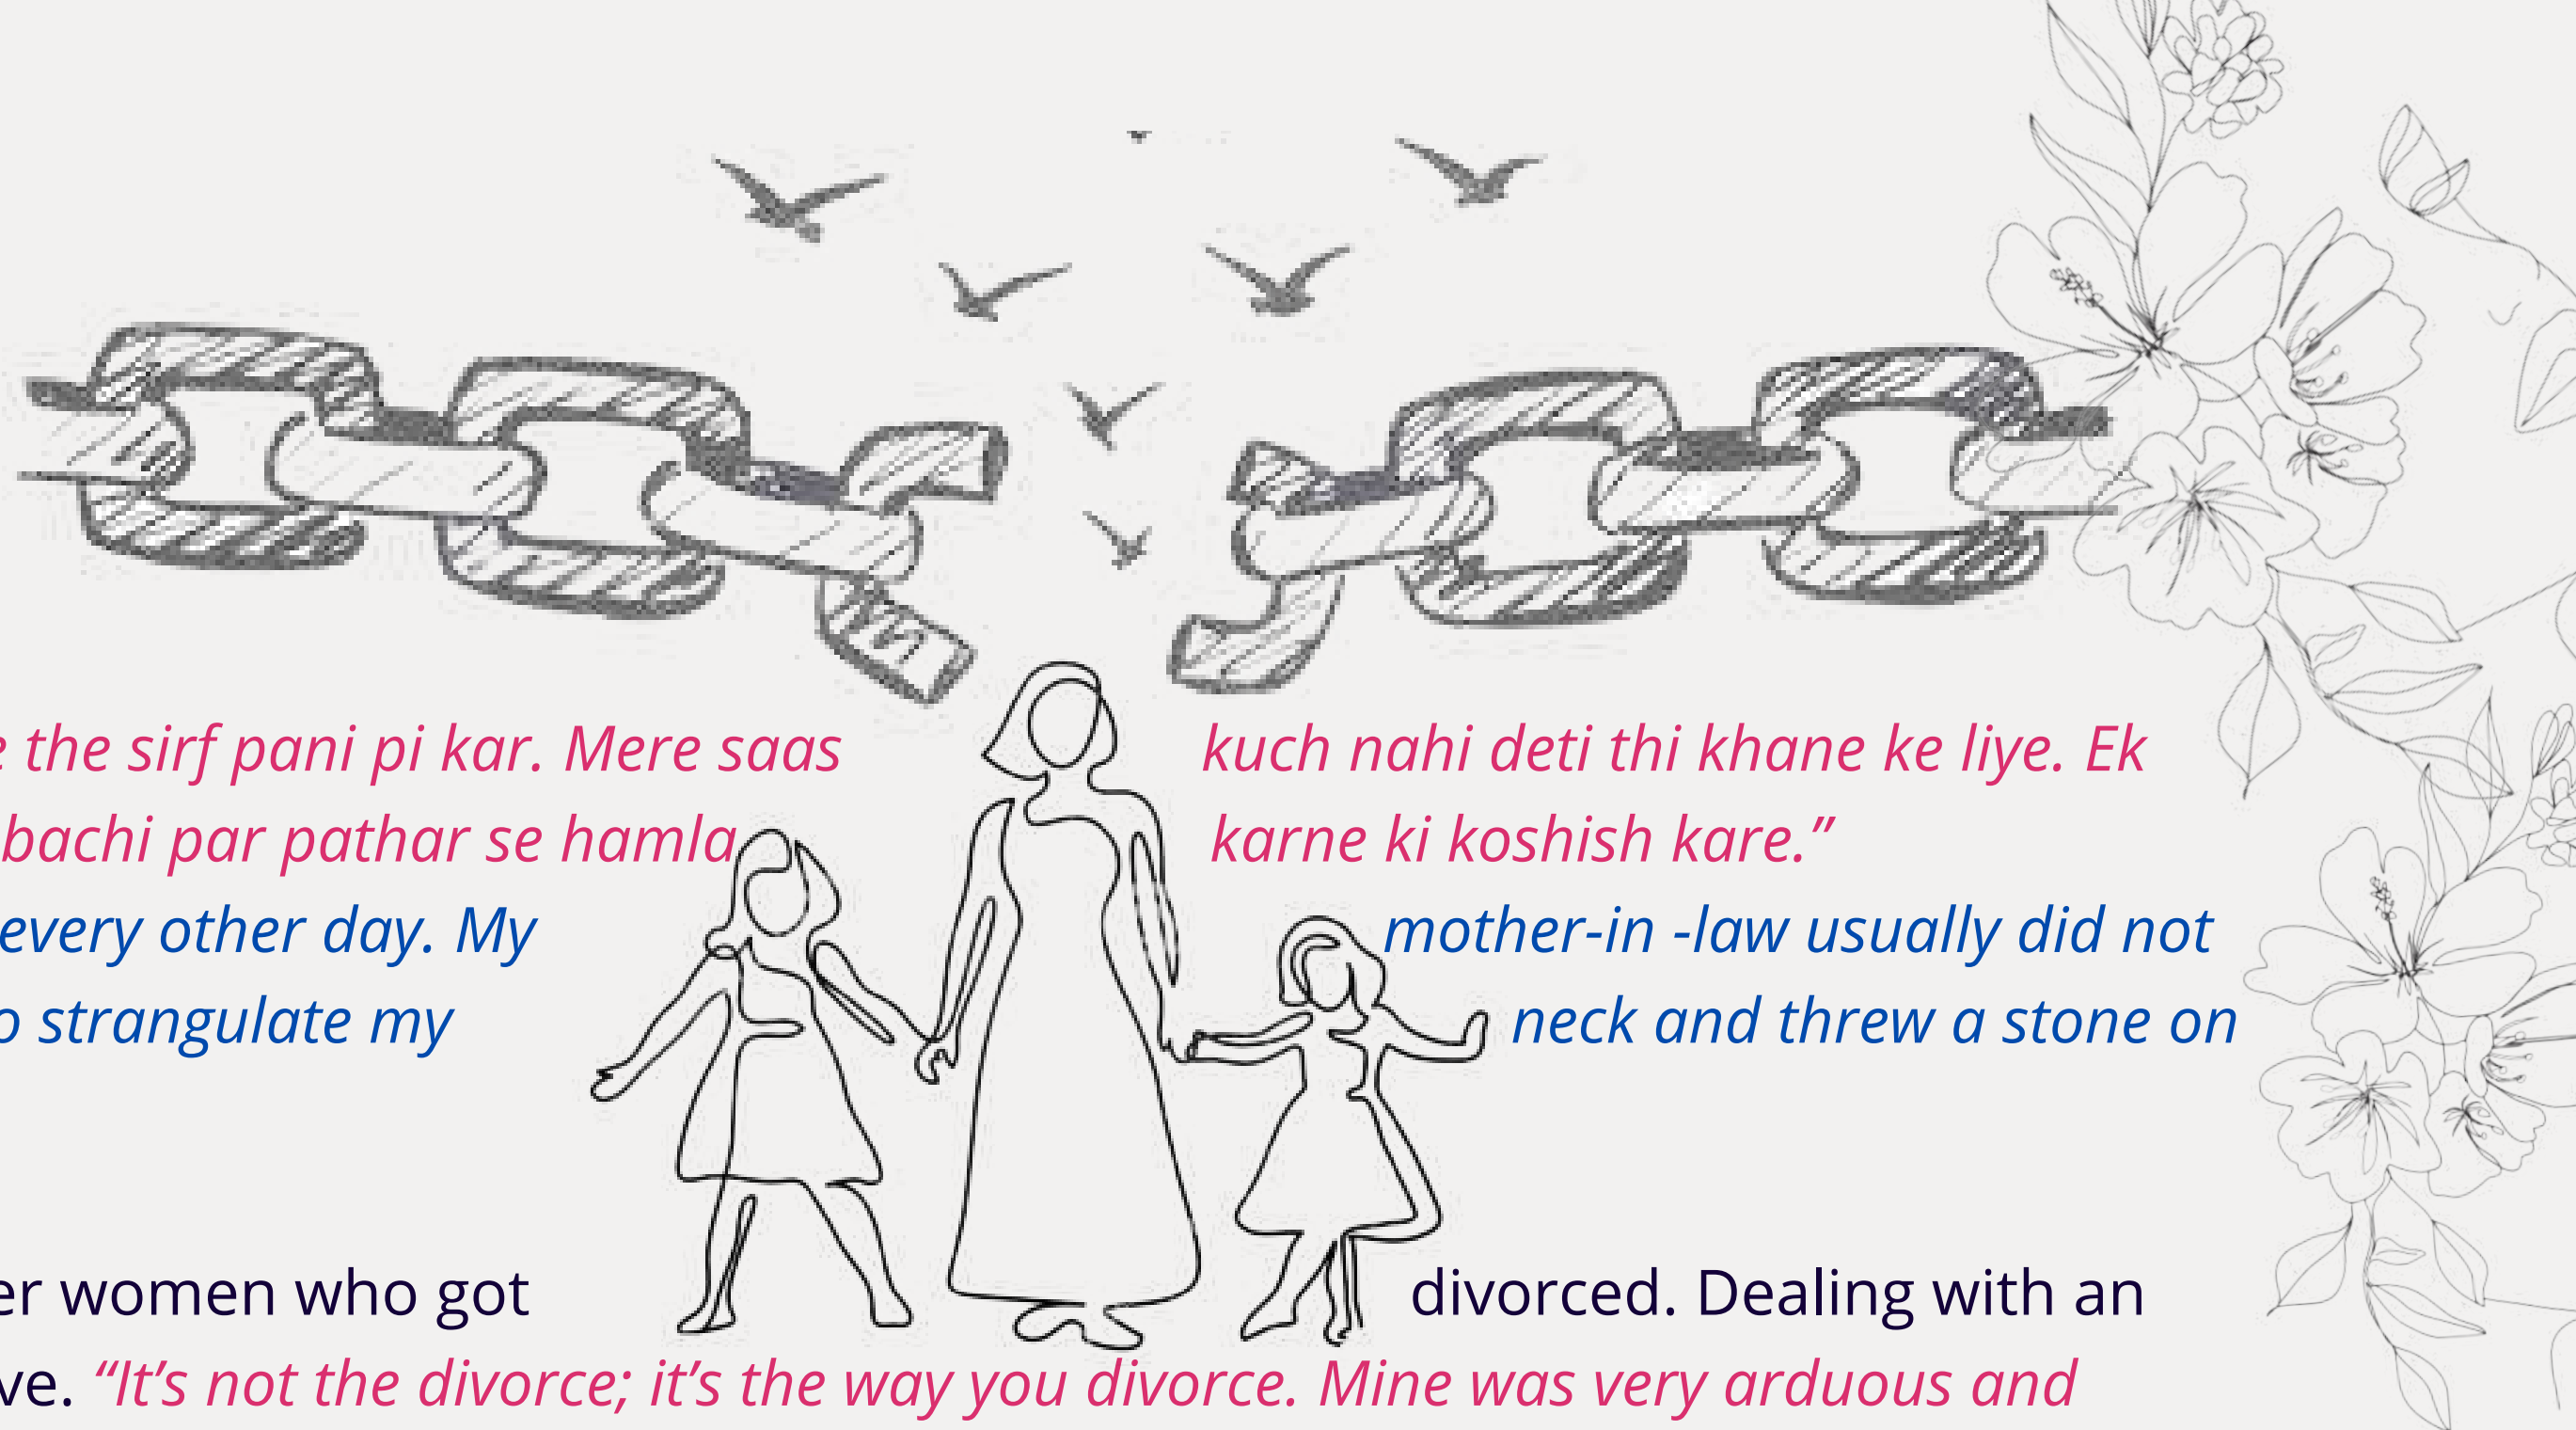 the sirf pani pi kar. Mere saas kuch nahi deti thi khane ke liye. Ek
bachi par pathar se hamla karne ki koshish kare.”
every other day. My mother-in -law usually did not
strangulate my neck and threw a stone on
women who got divorced. Dealing with an
“It’s not the divorce; it’s the way you divorce. Mine was very arduous and